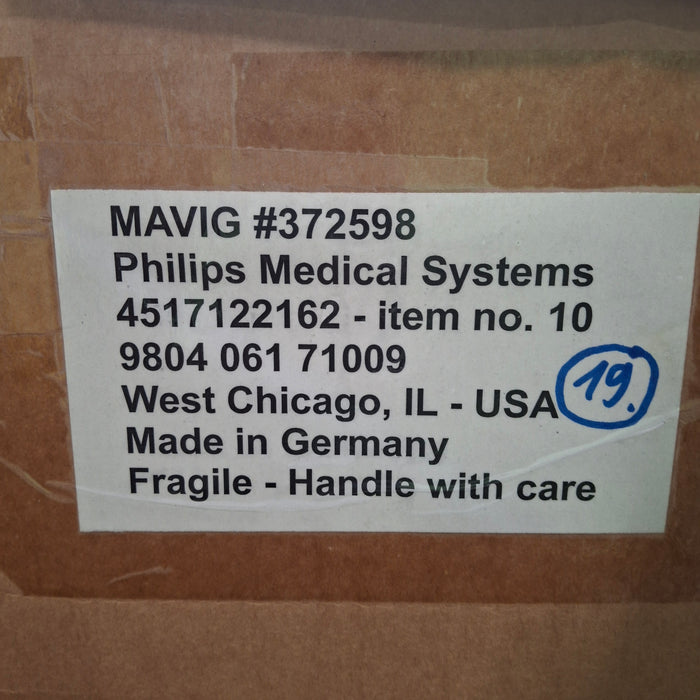 MAVIG #372598
Philips Medical Systems
4517122162 - item no. 10
9804 061 71009
West Chicago, IL - USA
19.
Made in Germany
Fragile - Handle with care